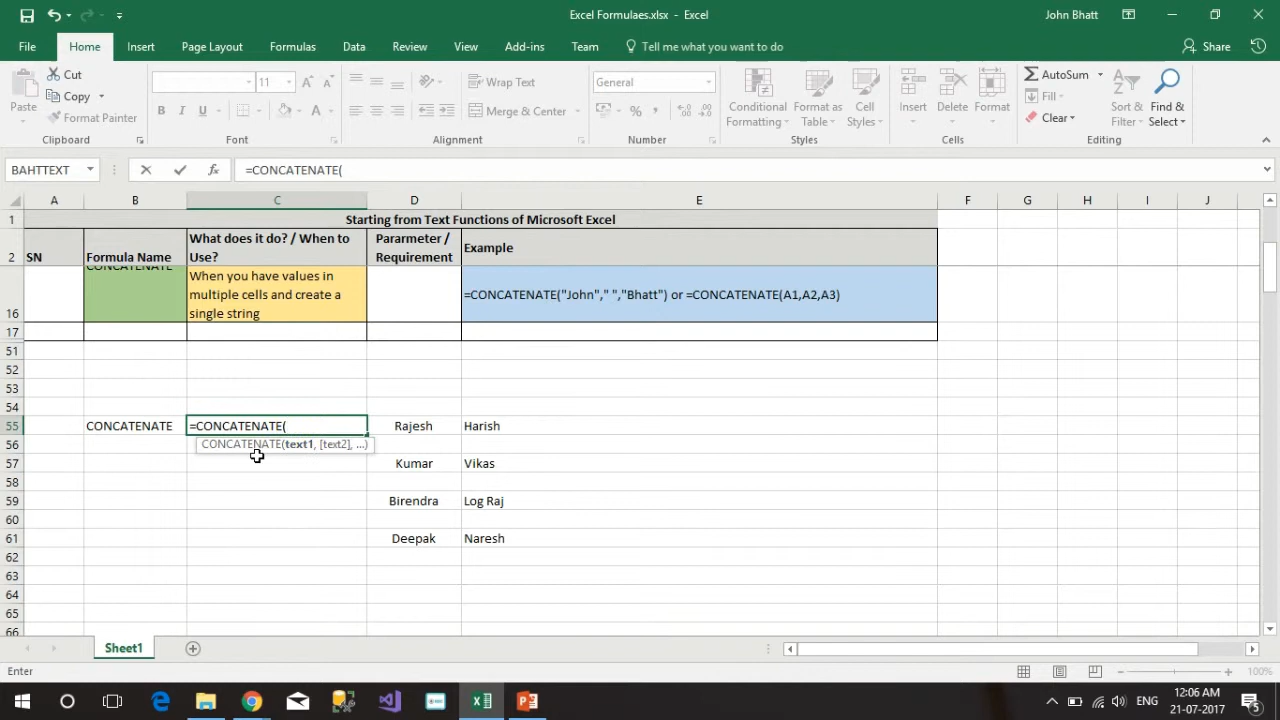 Excel Formulaes.xlsx - Excel
John Bhatt
File Home Insert Page Layout Formulas Data Review View Add-ins Team Tell me what you want to do Share
Paste
Cut
Copy
Format Painter
Clipboard
11
Font
Wrap Text
Merge & Center
Alignment
General
Number
Conditional Formatting
Format as Table
Cell Styles
Styles
Insert
Delete
Format
Cells
AutoSum
Fill
Clear
Sort & Filter
Find & Select
Editing
BAHTTEXT
=CONCATENATE(
A B C D E F G H I J
1 Starting from Text Functions of Microsoft Excel
2 SN Formula Name What does it do? / When to Use? Pararmeter / Requirement Example
16 CONCATENATE When you have values in multiple cells and create a single string =CONCATENATE("John"," ","Bhatt") or =CONCATENATE(A1,A2,A3)
17
51
52
53
54
55 CONCATENATE =CONCATENATE( Rajesh Harish
56 CONCATENATE(text1, [text2], ...)
57 Kumar Vikas
58
59 Birendra Log Raj
60
61 Deepak Naresh
62
63
64
65
66
Sheet1
Enter
100%
ENG
12:06 AM
21-07-2017
5